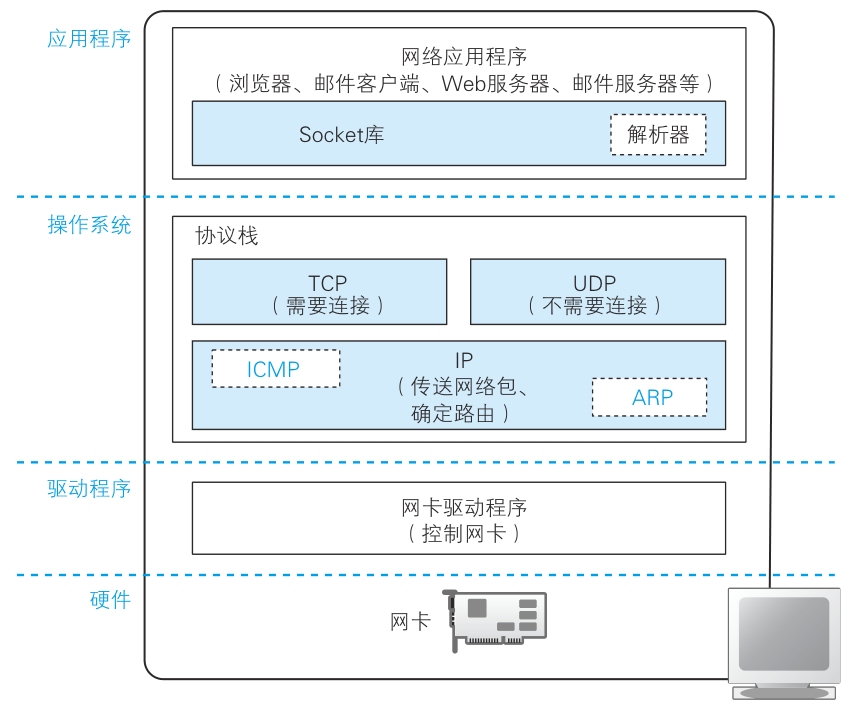 应用程序
网络应用程序
（浏览器、邮件客户端、Web服务器、邮件服务器等）
Socket库
解析器
操作系统
协议栈
TCP
（需要连接）
UDP
（不需要连接）
ICMP
IP
（传送网络包、
确定路由）
ARP
驱动程序
网卡驱动程序
（控制网卡）
硬件
网卡